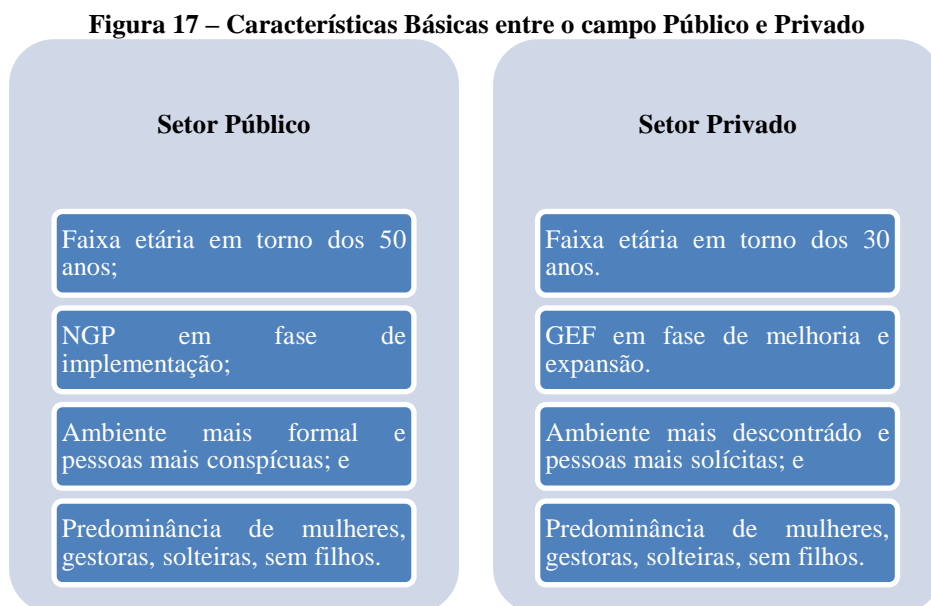 Figura 17 – Características Básicas entre o campo Público e Privado
Setor Público
Faixa etária em torno dos 50
anos;
NGP em fase de
implementação;
Ambiente mais formal e
pessoas mais conspícuas; e
Predominância de mulheres,
gestoras, solteiras, sem filhos.
Setor Privado
Faixa etária em torno dos 30
anos.
GEF em fase de melhoria e
expansão.
Ambiente mais descontrádo e
pessoas mais solícitas; e
Predominância de mulheres,
gestoras, solteiras, sem filhos.